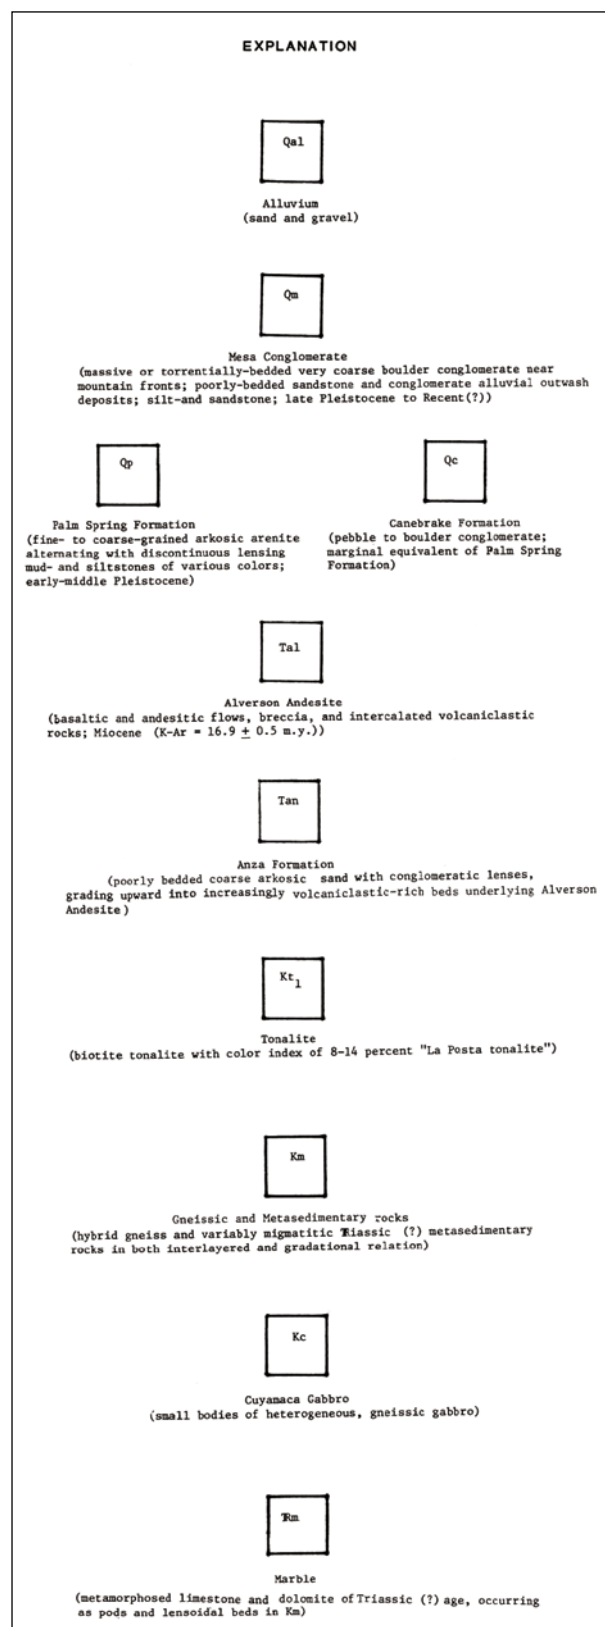 EXPLANATION
Qal
Alluvium
(sand and gravel)
Qm
Mesa Conglomerate
(massive or torrentially-bedded very coarse boulder conglomerate near
mountain fronts; poorly-bedded sandstone and conglomerate alluvial outwash
deposits; silt-and sandstone; late Pleistocene to Recent(?))
Qp
Palm Spring Formation
(fine- to coarse-grained arkosic arenite
alternating with discontinuous lensing
mud- and siltstones of various colors;
early-middle Pleistocene)
Qc
Canebrake Formation
(pebble to boulder conglomerate;
marginal equivalent of Palm Spring
Formation)
Tal
Alverson Andesite
(basaltic and andesitic flows, breccia, and intercalated volcaniclastic
rocks; Miocene (K-Ar = 16.9 ± 0.5 m.y.))
Tan
Anza Formation
(poorly bedded coarse arkosic sand with conglomeratic lenses,
grading upward into increasingly volcaniclastic-rich beds underlying Alverson
Andesite)
Kt1
Tonalite
(biotite tonalite with color index of 8-14 percent "La Posta tonalite")
Km
Gneissic and Metasedimentary rocks
(hybrid gneiss and variably migmatitic Triassic (?) metasedimentary
rocks in both interlayered and gradational relation)
Kc
Cuyamaca Gabbro
(small bodies of heterogeneous, gneissic gabbro)
TRm
Marble
(metamorphosed limestone and dolomite of Triassic (?) age, occurring
as pods and lensoidal beds in Km)